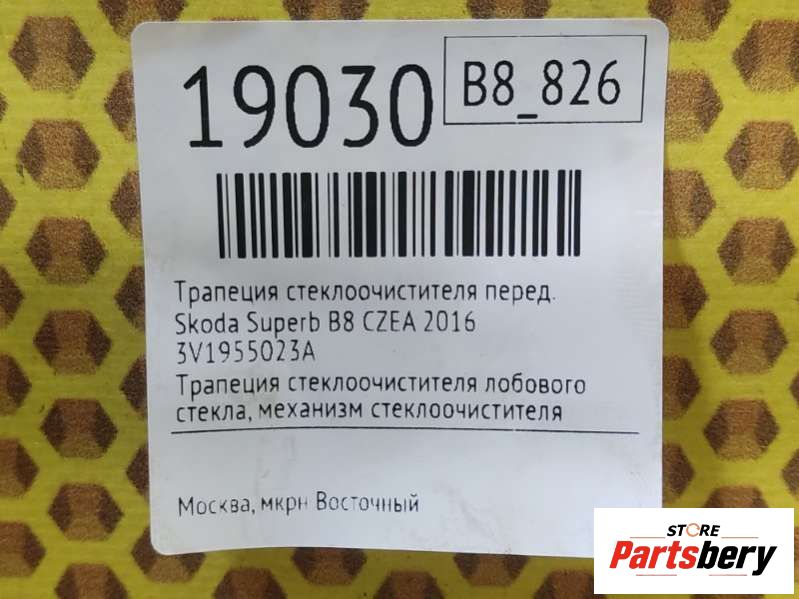 19030
B8_826
Трапеция стеклоочистителя перед.
Skoda Superb B8 CZEA 2016
3V1955023A
Трапеция стеклоочистителя лобового
стекла, механизм стеклоочистителя
Москва, мкрн Восточный
STORE
Partsbery